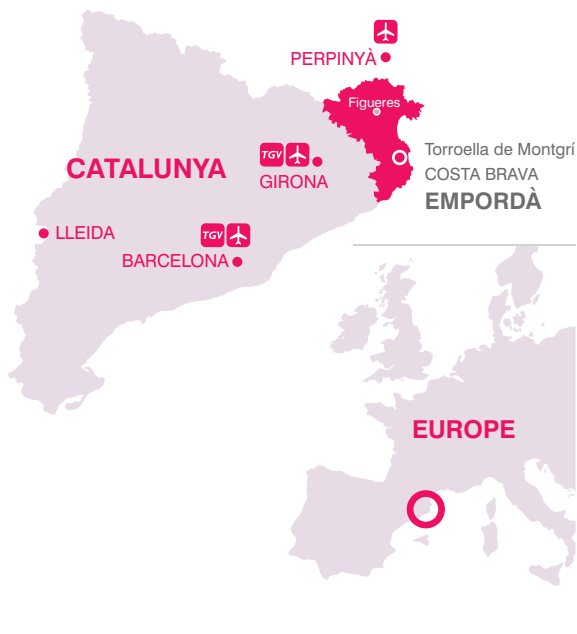 PERPINYÀ
Figueres
TGV
GIRONA
CATALUNYA
Torroella de Montgrí
COSTA BRAVA
EMPORDÀ
LLEIDA
TGV
BARCELONA
EUROPE